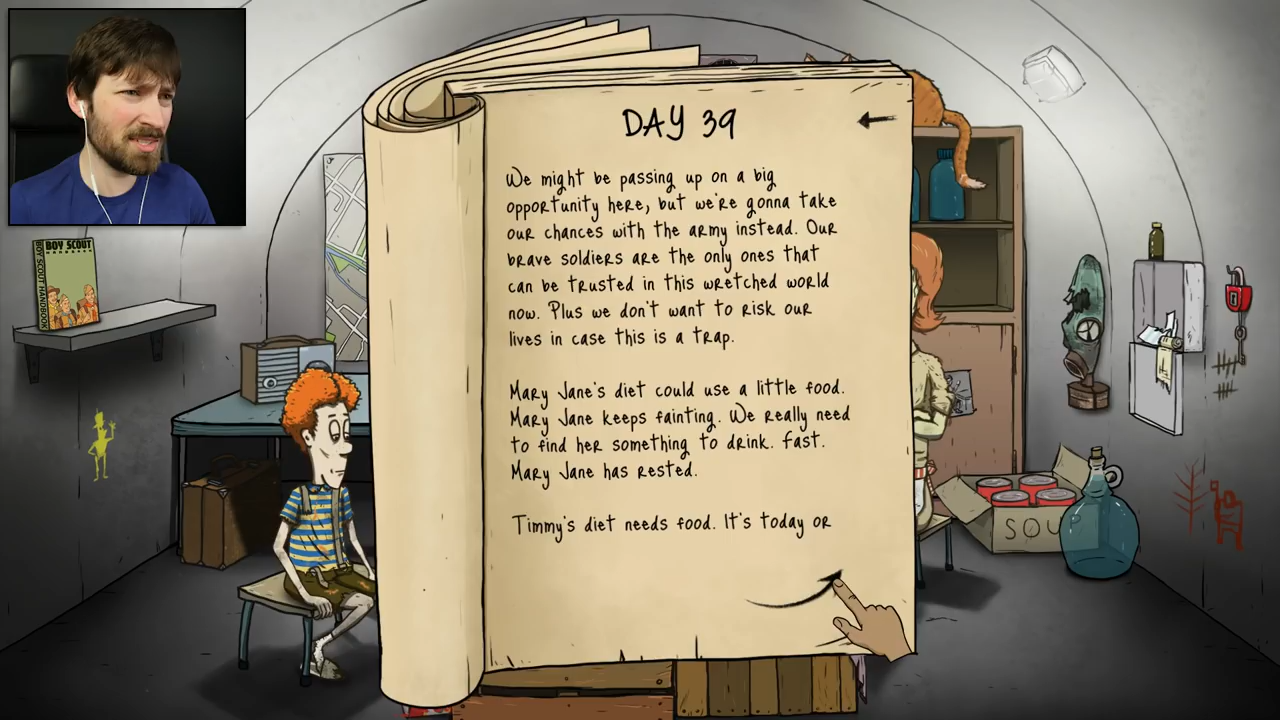 DAY 39
We might be passing up on a big
opportunity here, but we're gonna take
our chances with the army instead. Our
brave soldiers are the only ones that
can be trusted in this wretched world
now. Plus we don't want to risk our
lives in case this is a trap.
Mary Jane's diet could use a little food.
Mary Jane keeps fainting. We really need
to find her something to drink. Fast.
Mary Jane has rested.
Timmy's diet needs food. It's today or
BOY SCOUT
BOY SCOUT HANDBOOK
SOUP